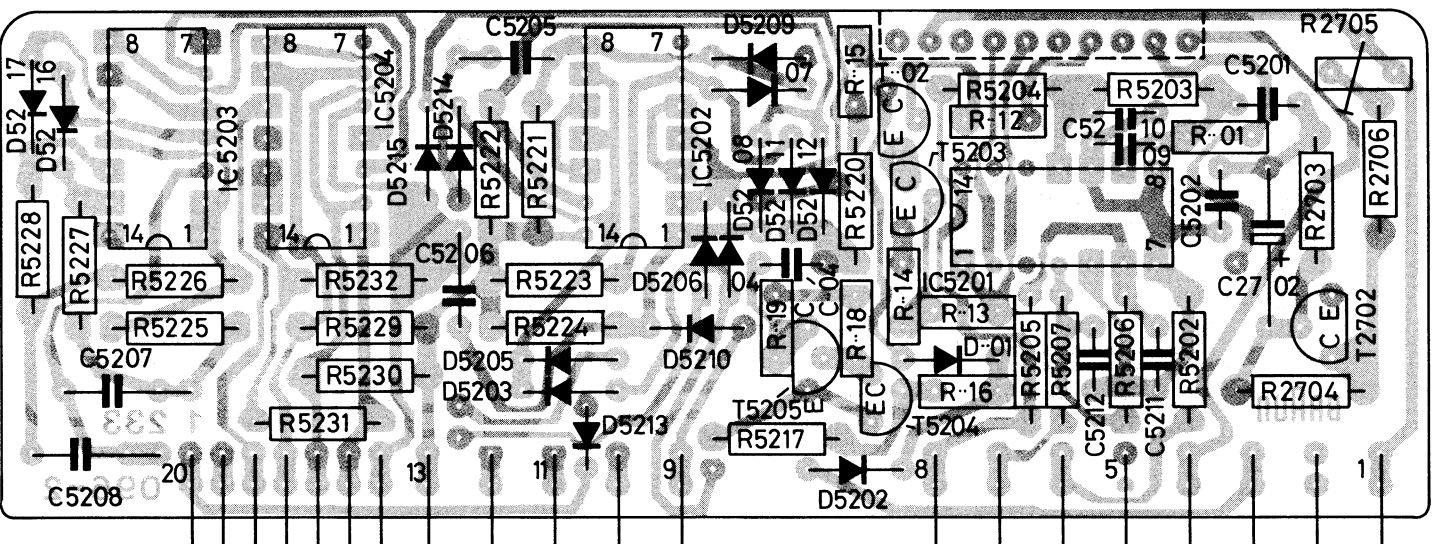 C5205
D5209
R2705
8 7
8 7
8 7
D52 17
D52 16
IC5203
IC5204
D5215
D5214
R5222
R5221
IC5202
07
R··15
T··02
E C
R5204
R··12
R5203
C5201
C52 10
09
R··01
R2706
T5203
E C
D52 08
D52 11
D52 12
R5220
14 8
1 7
C5202
R2703
R5228
R5227
14 1
14 1
14 1
C5206
R5226
R5232
R5223
D5206 04
C··04
R··14
IC5201
C27 02
+
R5225
R5229
R5224
R··19
R··18
R··13
C E
T2702
C5207
D5205
D5203
D5210
D··01
R5205
R5207
R5206
R5202
R5230
R··16
R2704
C
E
T5205
E C
T5204
C5212
C5211
R5231
D5213
R5217
20 13 11 9 8 5 1
C5208
D5202